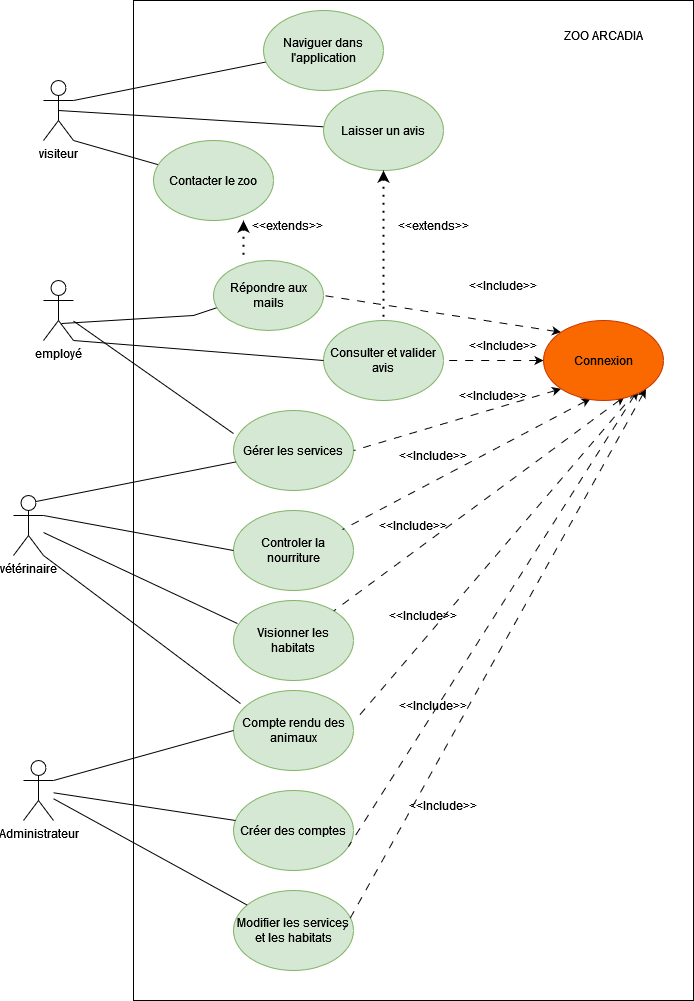 ZOO ARCADIA
Naviguer dans
l'application
Laisser un avis
visiteur
Contacter le zoo
<<extends>>
<<extends>>
Répondre aux
mails
<<Include>>
employé
Consulter et valider
avis
<<Include>>
Connexion
<<Include>>
Gérer les services
<<Include>>
Controler la
nourriture
<<Include>>
vétérinaire
Visionner les
habitats
<<Include>>
Compte rendu des
animaux
<<Include>>
Administrateur
Créer des comptes
<<Include>>
Modifier les services
et les habitats